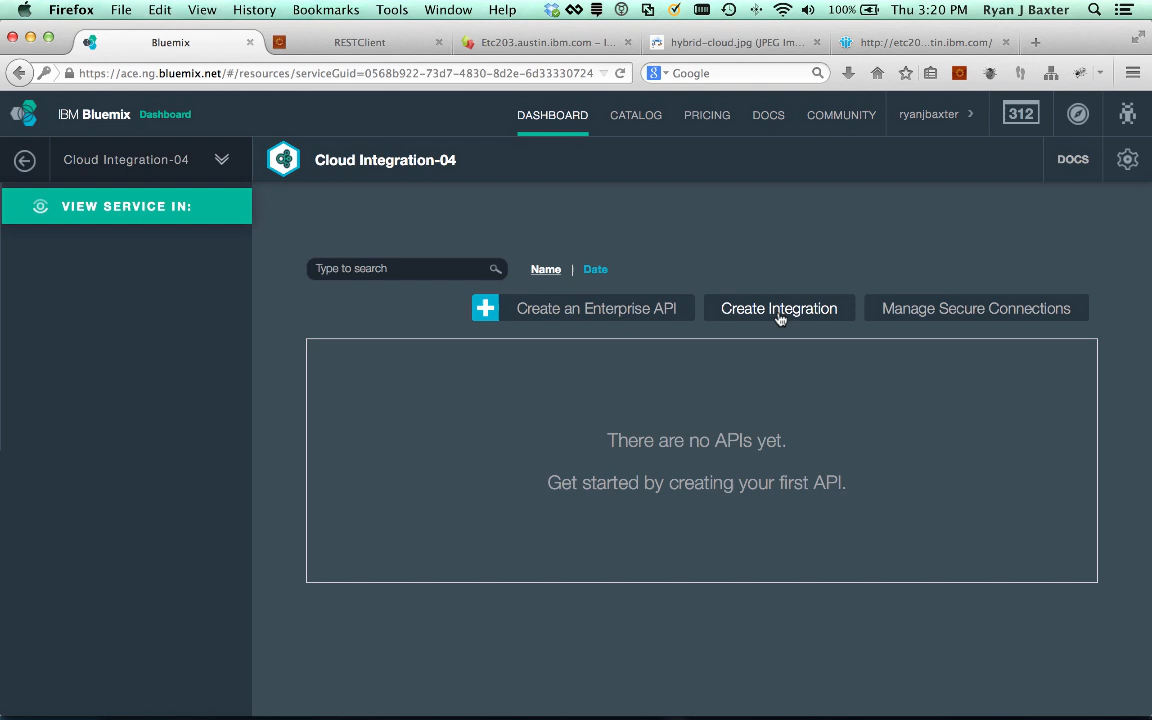 Firefox File Edit View History Bookmarks Tools Window Help 100% Thu 3:20 PM Ryan J Baxter
Bluemix RESTClient Etc203.austin.ibm.com – I... hybrid-cloud.jpg (JPEG Im... http://etc20...tin.ibm.com/
https://ace.ng.bluemix.net/#/resources/serviceGuid=0568b922-73d7-4830-8d2e-6d33330724 Google
IBM Bluemix Dashboard DASHBOARD CATALOG PRICING DOCS COMMUNITY ryanjbaxter 312
Cloud Integration-04 Cloud Integration-04 DOCS
VIEW SERVICE IN:
Type to search Name | Date
Create an Enterprise API Create Integration Manage Secure Connections
There are no APIs yet.
Get started by creating your first API.